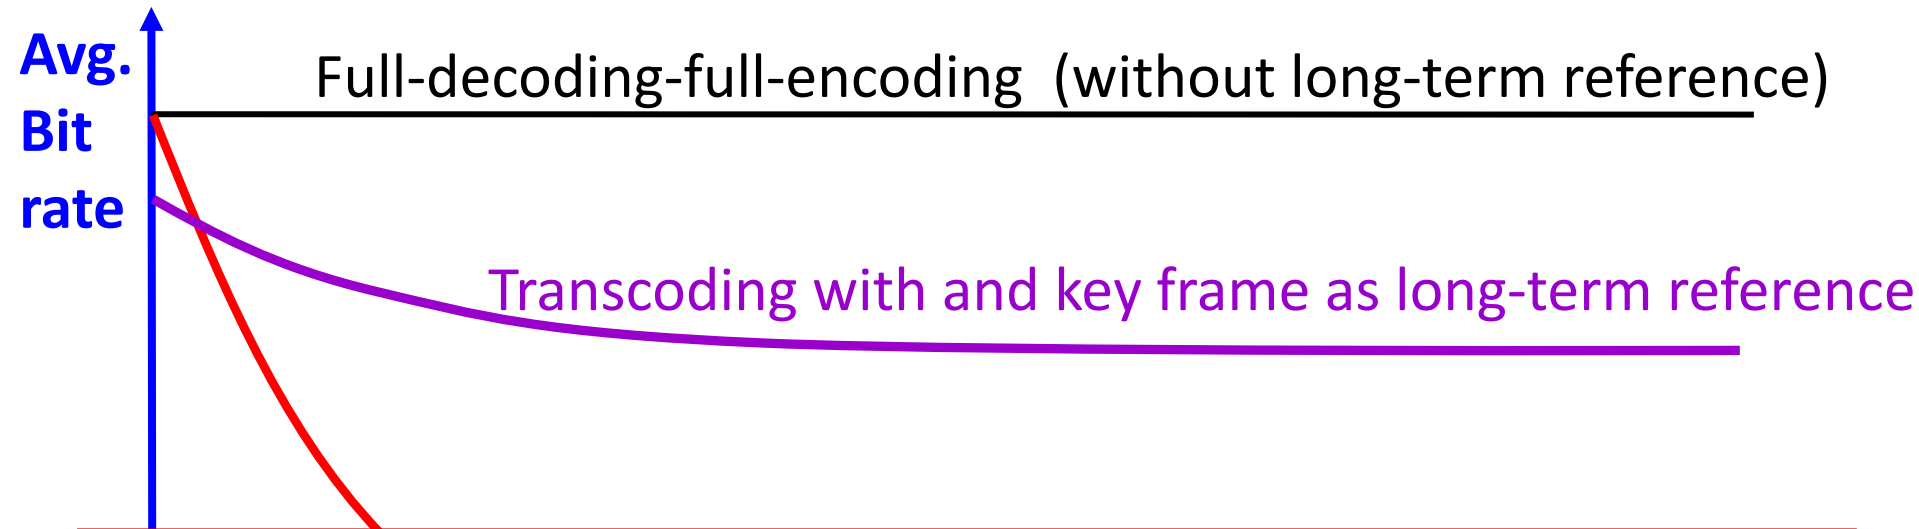 Avg.
Bit
rate
Full-decoding-full-encoding (without long-term reference)
Transcoding with and key frame as long-term reference